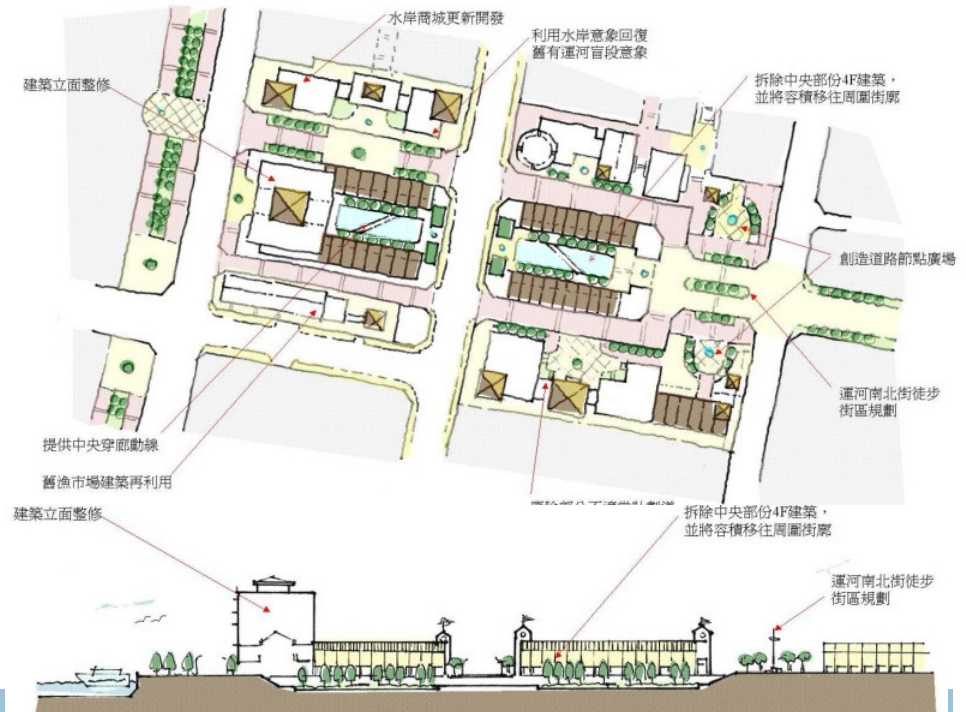 水岸商城更新開發
利用水岸意象回復
舊有運河盲段意象
建築立面整修
拆除中央部份4F建築，
並將容積移往周圍街廓
創造道路節點廣場
運河南北街徒步
街區規劃
提供中央穿廊動線
舊漁市場建築再利用
建築立面整修
拆除中央部份4F建築，
並將容積移往周圍街廓
運河南北街徒步
街區規劃